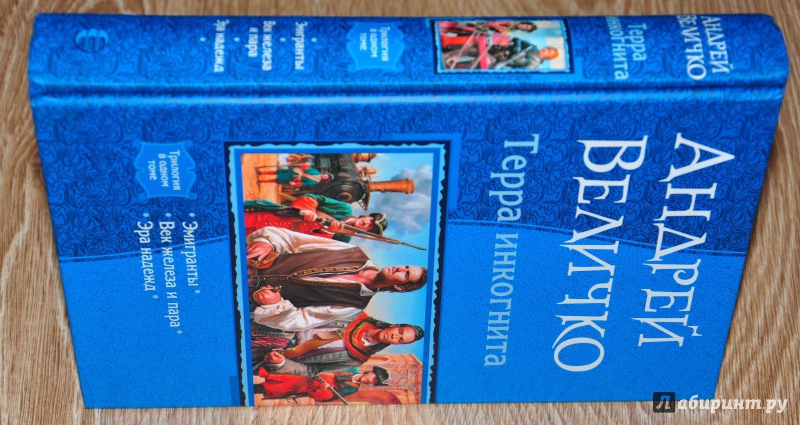 АНДРЕЙ
ВЕЛИЧКО
Терра инкогнита
Трилогия
в одном
томе
Эмигранты
Век железа и пара
Эра надежд
АНДРЕЙ
ВЕЛИЧКО
Терра
инкогнита
Трилогия
в одном
томе
Эмигранты
Век железа
и пара
Эра надежд
Лабиринт.ру